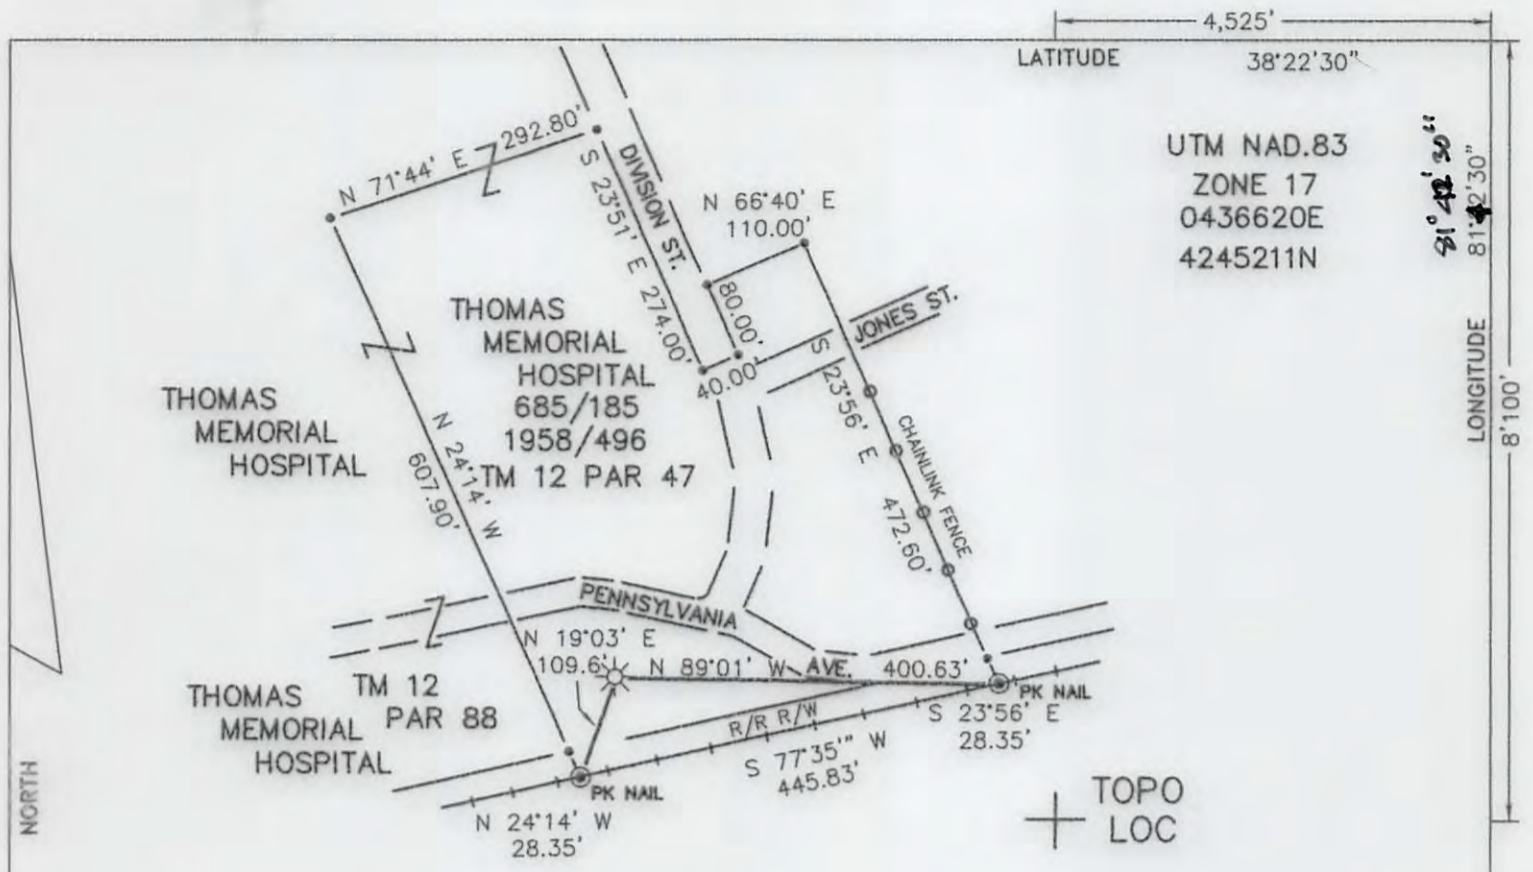 4,525'
LATITUDE 38°22'30"
UTM NAD.83
ZONE 17
0436620E
4245211N
81°42'30"
81°42'30"
LONGITUDE
8'100'
N 71°44' E 292.80'
S 23°51' E 274.00'
DIVISION ST.
N 66°40' E
110.00'
80.00'
40.00'
JONES ST.
S 23°56' E 472.60'
CHAINLINK FENCE
THOMAS
MEMORIAL
HOSPITAL
685/185
1958/496
TM 12 PAR 47
THOMAS
MEMORIAL
HOSPITAL
N 24°14' W
607.90'
PENNSYLVANIA
AVE.
N 19°03' E
109.6'
N 89°01' W 400.63'
PK NAIL
TM 12
PAR 88
THOMAS
MEMORIAL
HOSPITAL
R/R R/W
S 23°56' E
28.35'
S 77°35'" W
445.83'
PK NAIL
N 24°14' W
28.35'
TOPO
LOC
NORTH